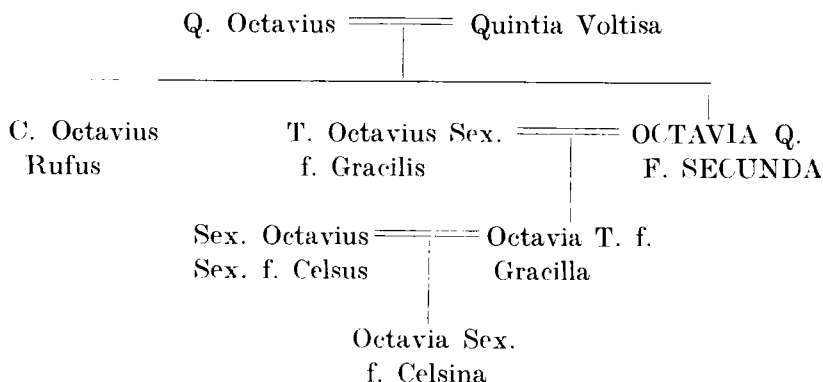 Q. Octavius Quintia Voltisa
C. Octavius T. Octavius Sex. OCTAVIA Q.
Rufus f. Gracilis F. SECUNDA
Sex. Octavius Octavia T. f.
Sex. f. Celsus Gracilla
Octavia Sex.
f. Celsina